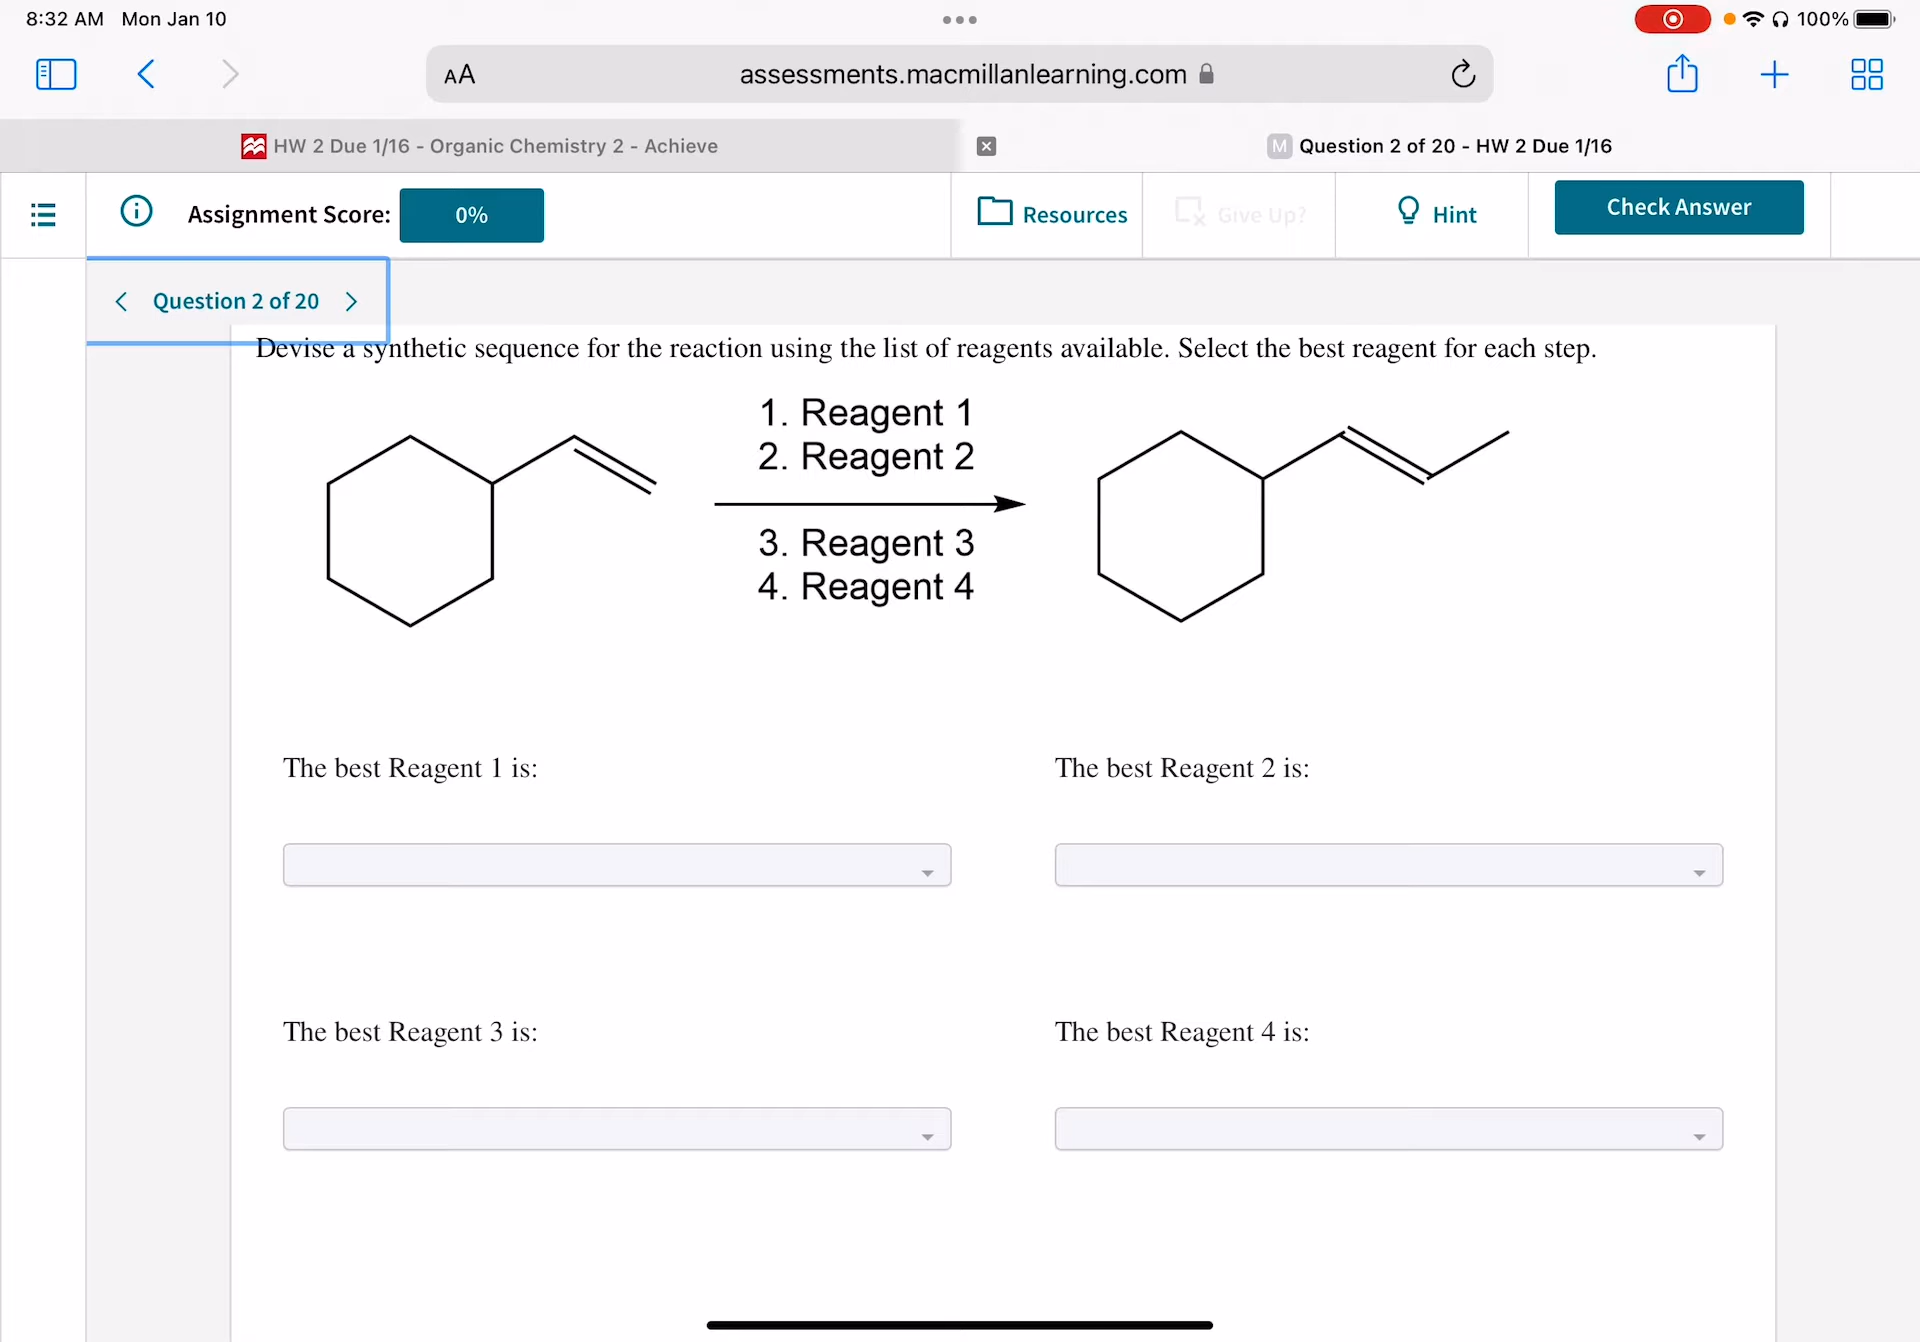 8:32 AM Mon Jan 10
100%
AA
assessments.macmillanlearning.com
HW 2 Due 1/16 - Organic Chemistry 2 - Achieve
M Question 2 of 20 - HW 2 Due 1/16
Assignment Score: 0%
Resources
Give Up?
Hint
Check Answer
Question 2 of 20
Devise a synthetic sequence for the reaction using the list of reagents available. Select the best reagent for each step.
1. Reagent 1
2. Reagent 2
3. Reagent 3
4. Reagent 4
The best Reagent 1 is:
The best Reagent 2 is:
The best Reagent 3 is:
The best Reagent 4 is: